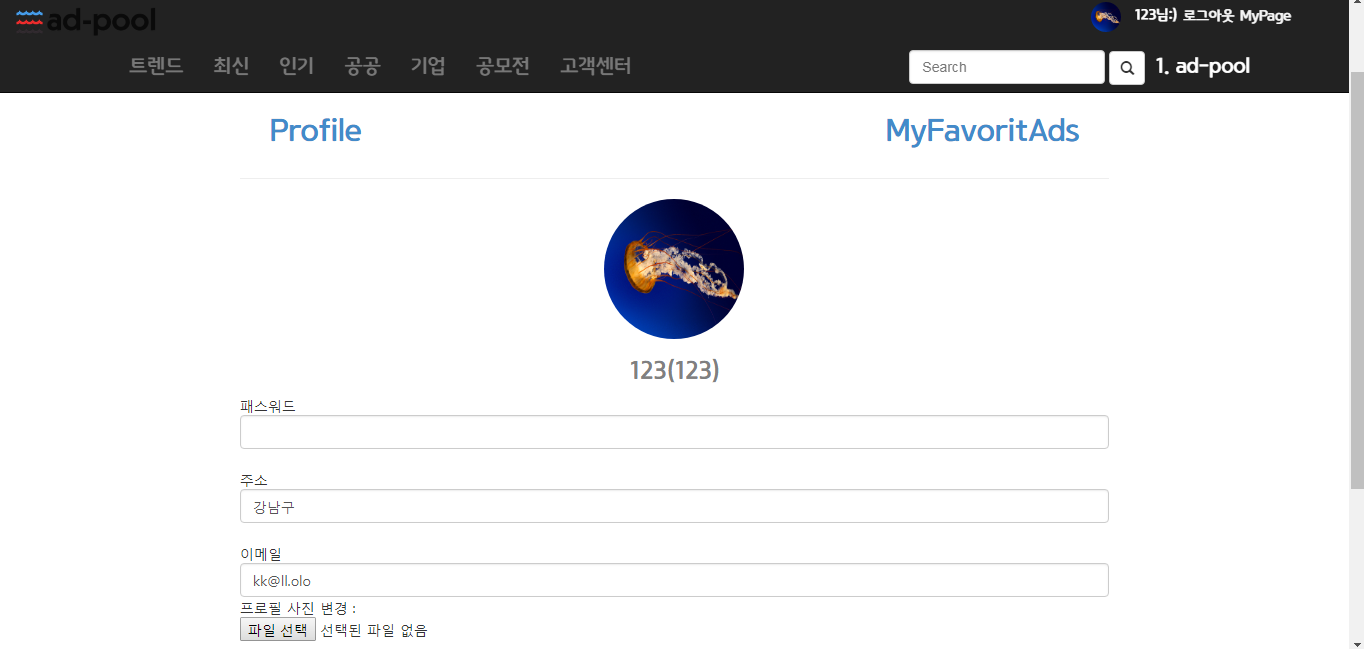 ad-pool
123님:) 로그아웃 MyPage
트렌드 최신 인기 공공 기업 공모전 고객센터
Search
1. ad-pool
Profile
MyFavoritAds
123(123)
패스워드
주소
강남구
이메일
kk@ll.olo
프로필 사진 변경 :
파일 선택 선택된 파일 없음